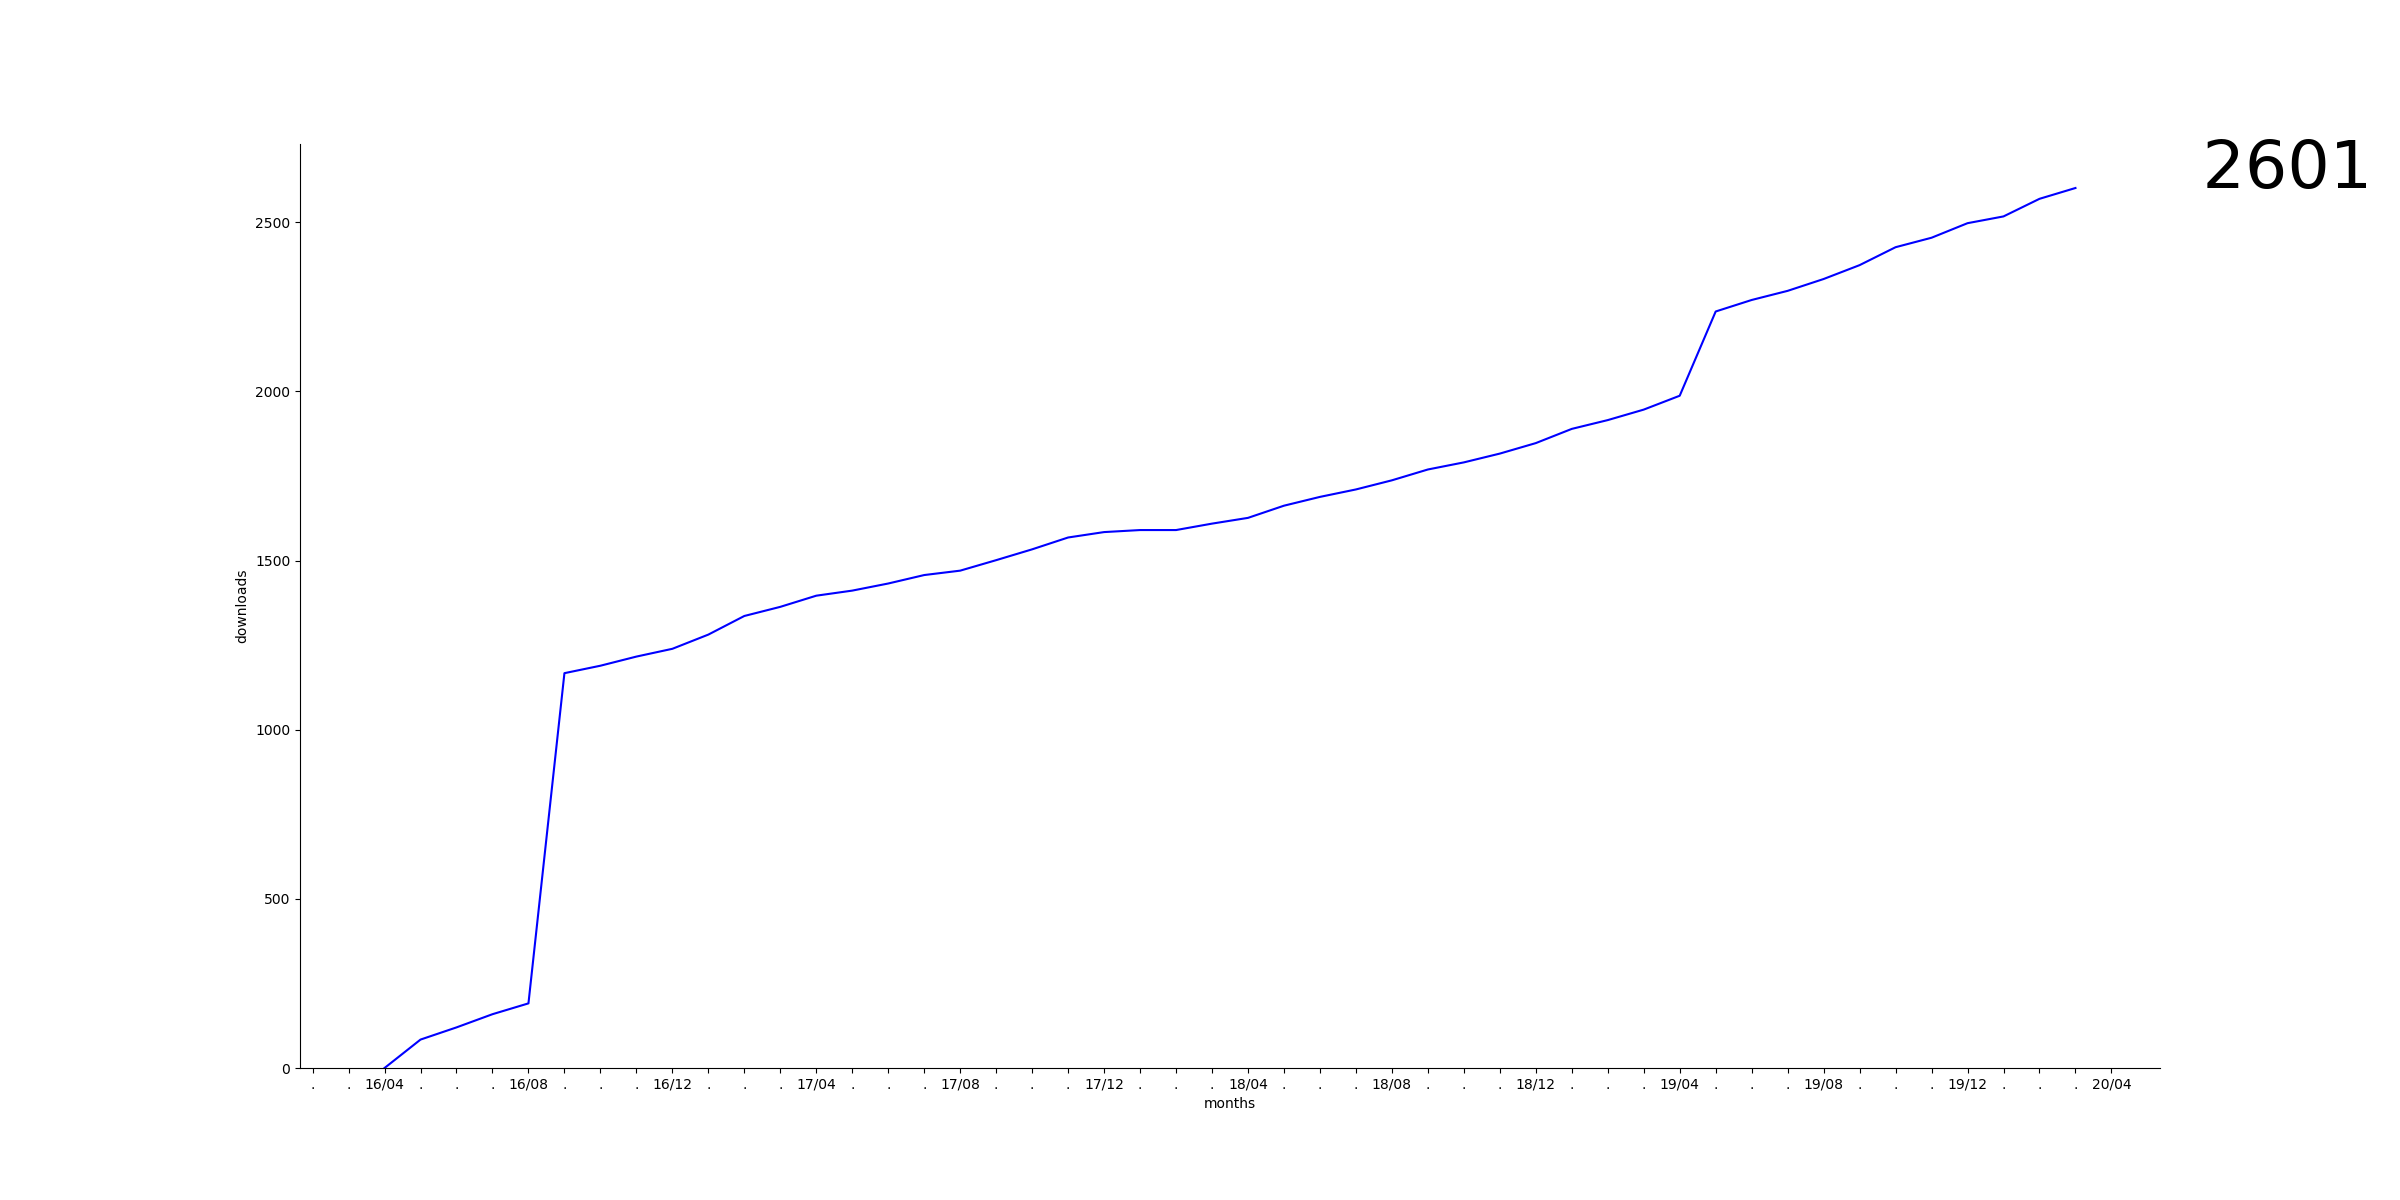 2601
2500
2000
1500
1000
500
0
downloads
. . 16/04 . . . 16/08 . . . 16/12 . . . 17/04 . . . 17/08 . . . 17/12 . . . 18/04 . . . 18/08 . . . 18/12 . . . 19/04 . . . 19/08 . . . 19/12 . . . 20/04
months